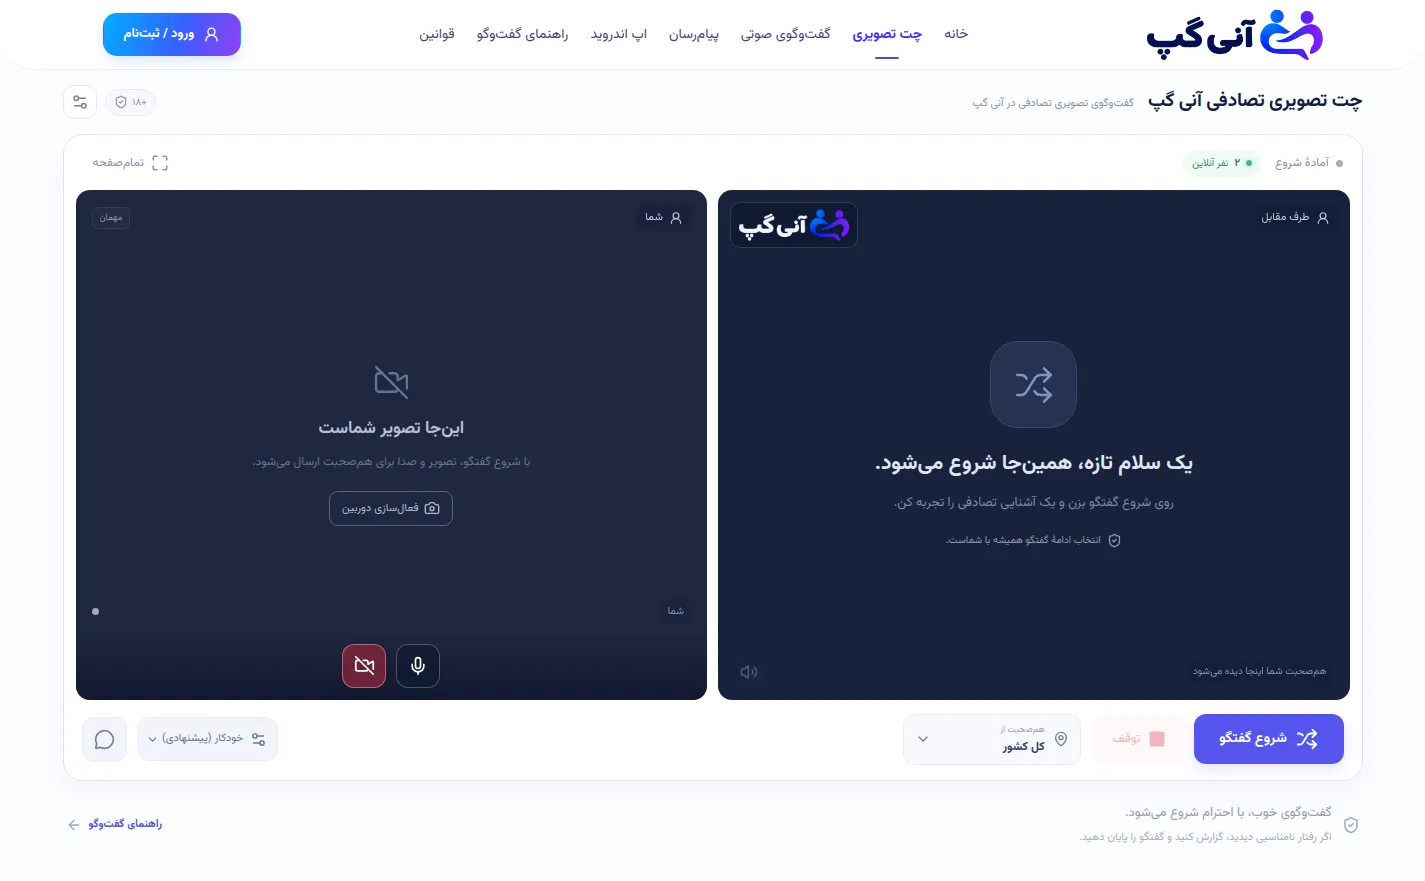 آنی گپ
خانه
چت تصویری
گفت‌وگوی صوتی
پیام‌رسان
اپ اندروید
راهنمای گفت‌وگو
قوانین
ورود / ثبت‌نام
چت تصویری تصادفی آنی گپ
گفت‌وگوی تصویری تصادفی در آنی گپ
۱۸+
آمادهٔ شروع
۲ نفر آنلاین
تمام‌صفحه
طرف مقابل
آنی گپ
یک سلام تازه، همین‌جا شروع می‌شود.
روی شروع گفتگو بزن و یک آشنایی تصادفی را تجربه کن.
انتخاب ادامهٔ گفتگو همیشه با شماست.
هم‌صحبت شما اینجا دیده می‌شود
شما
مهمان
این‌جا تصویر شماست
با شروع گفتگو، تصویر و صدا برای هم‌صحبت ارسال می‌شود.
فعال‌سازی دوربین
شما
شروع گفتگو
توقف
هم‌صحبت از
کل کشور
خودکار (پیشنهادی)
گفت‌وگوی خوب، با احترام شروع می‌شود.
اگر رفتار نامناسبی دیدید، گزارش کنید و گفتگو را پایان دهید.
راهنمای گفت‌وگو